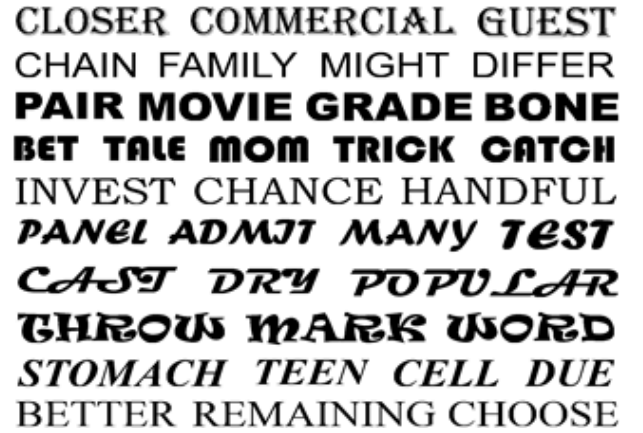 CLOSER COMMERCIAL GUEST
CHAIN FAMILY MIGHT DIFFER
PAIR MOVIE GRADE BONE
BET TALE MOM TRICK CATCH
INVEST CHANCE HANDFUL
PANEL ADMIT MANY TEST
CAST DRY POPULAR
THROW MARK WORD
STOMACH TEEN CELL DUE
BETTER REMAINING CHOOSE